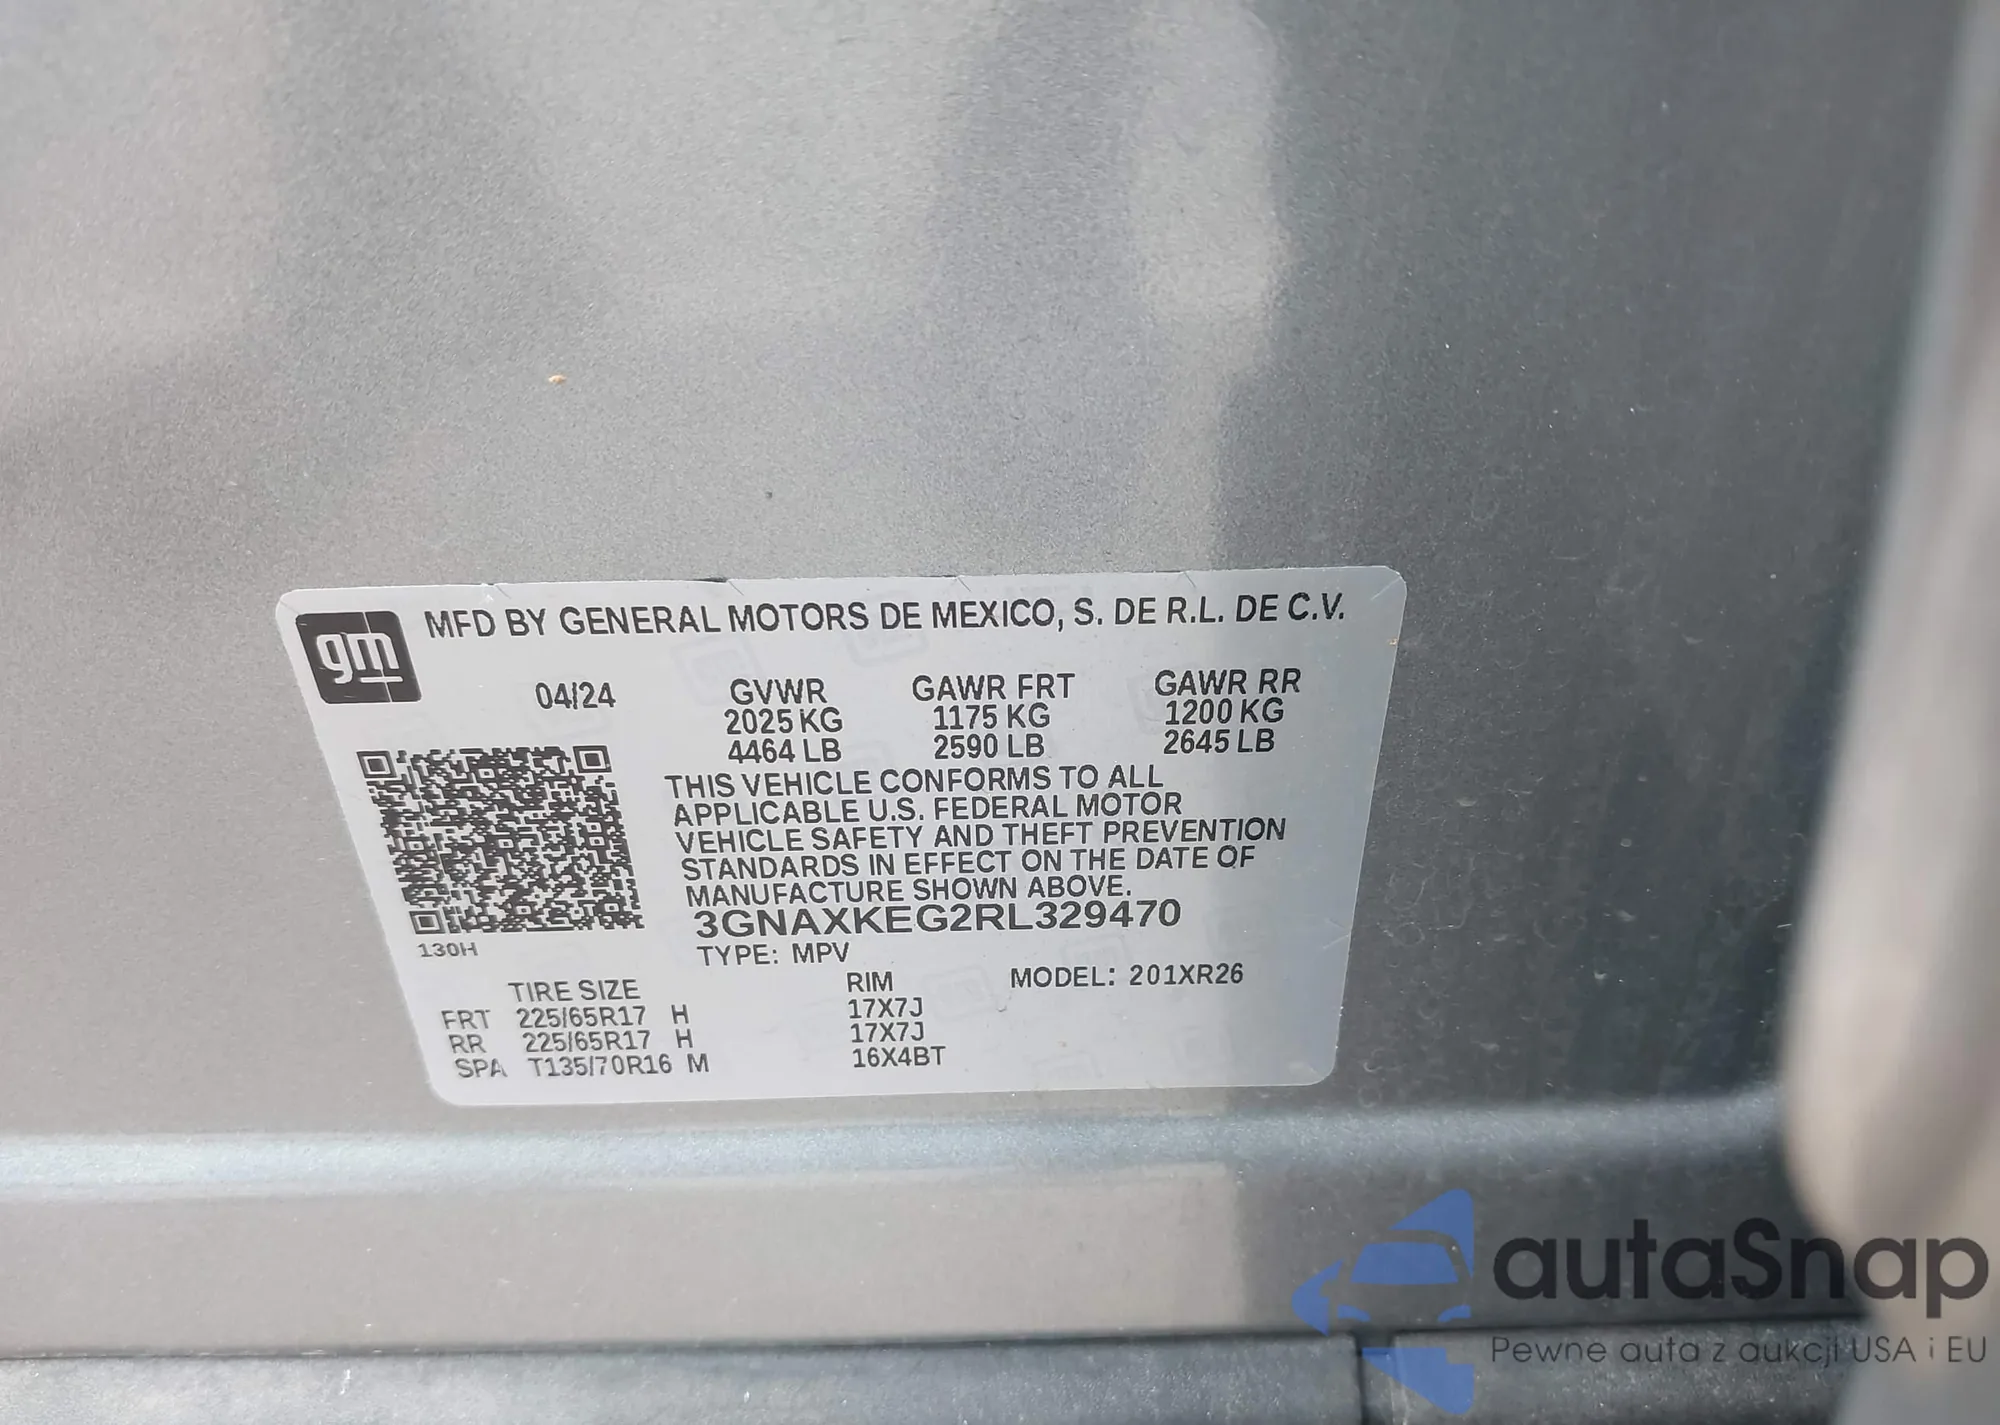 gm MFD BY GENERAL MOTORS DE MEXICO, S. DE R.L. DE C.V.
04/24 GVWR GAWR FRT GAWR RR
2025 KG 1175 KG 1200 KG
4464 LB 2590 LB 2645 LB
THIS VEHICLE CONFORMS TO ALL
APPLICABLE U.S. FEDERAL MOTOR
VEHICLE SAFETY AND THEFT PREVENTION
STANDARDS IN EFFECT ON THE DATE OF
MANUFACTURE SHOWN ABOVE.
3GNAXKEG2RL329470
130H TYPE: MPV
TIRE SIZE RIM MODEL: 201XR26
FRT 225/65R17 H 17X7J
RR 225/65R17 H 17X7J
SPA T135/70R16 M 16X4BT
autaSnap
Pewne auta z aukcji USA i EU